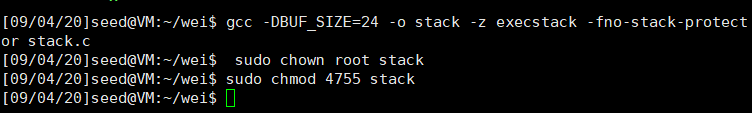 [09/04/20]seed@VM:~/wei$ gcc -DBUF_SIZE=24 -o stack -z execstack -fno-stack-protect
or stack.c
[09/04/20]seed@VM:~/wei$  sudo chown root stack
[09/04/20]seed@VM:~/wei$ sudo chmod 4755 stack
[09/04/20]seed@VM:~/wei$